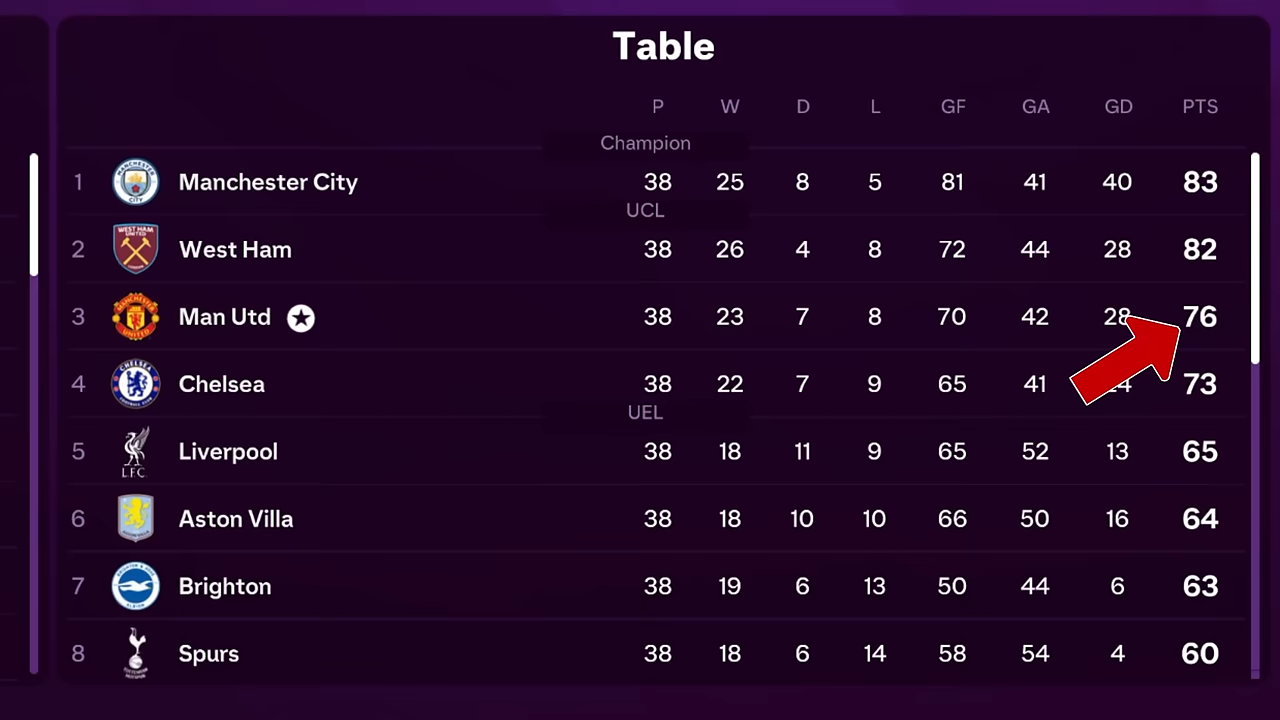 Table
P W D L GF GA GD PTS
Champion
1 Manchester City 38 25 8 5 81 41 40 83
UCL
2 West Ham 38 26 4 8 72 44 28 82
3 Man Utd 38 23 7 8 70 42 28 76
4 Chelsea 38 22 7 9 65 41 73
UEL
5 Liverpool 38 18 11 9 65 52 13 65
6 Aston Villa 38 18 10 10 66 50 16 64
7 Brighton 38 19 6 13 50 44 6 63
8 Spurs 38 18 6 14 58 54 4 60